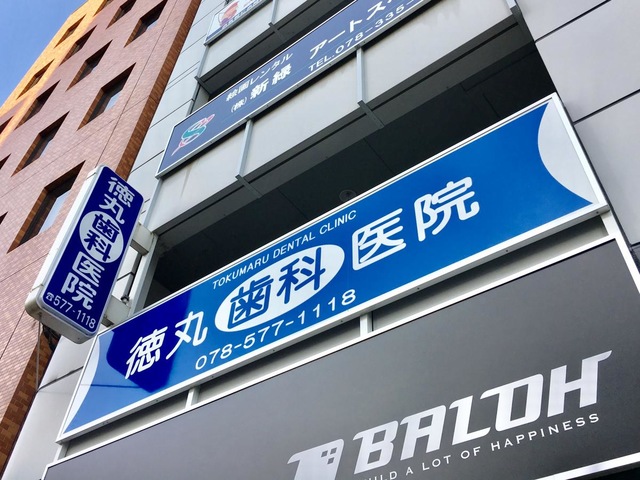 絵画レンタル アートス
(株)新緑 TEL.078-335-
徳丸歯科医院
☎577-1118
TOKUMARU DENTAL CLINIC
徳丸歯科医院
078-577-1118
BALOH
BUILD A LOT OF HAPPINESS